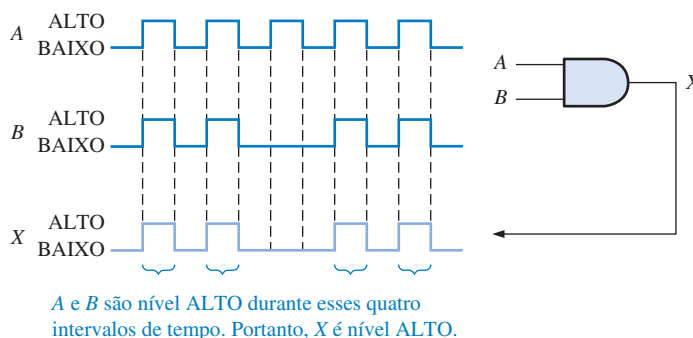 ALTO
A
BAIXO
A
X
B
ALTO
B
BAIXO
ALTO
X
BAIXO
A e B são nível ALTO durante esses quatro
intervalos de tempo. Portanto, X é nível ALTO.